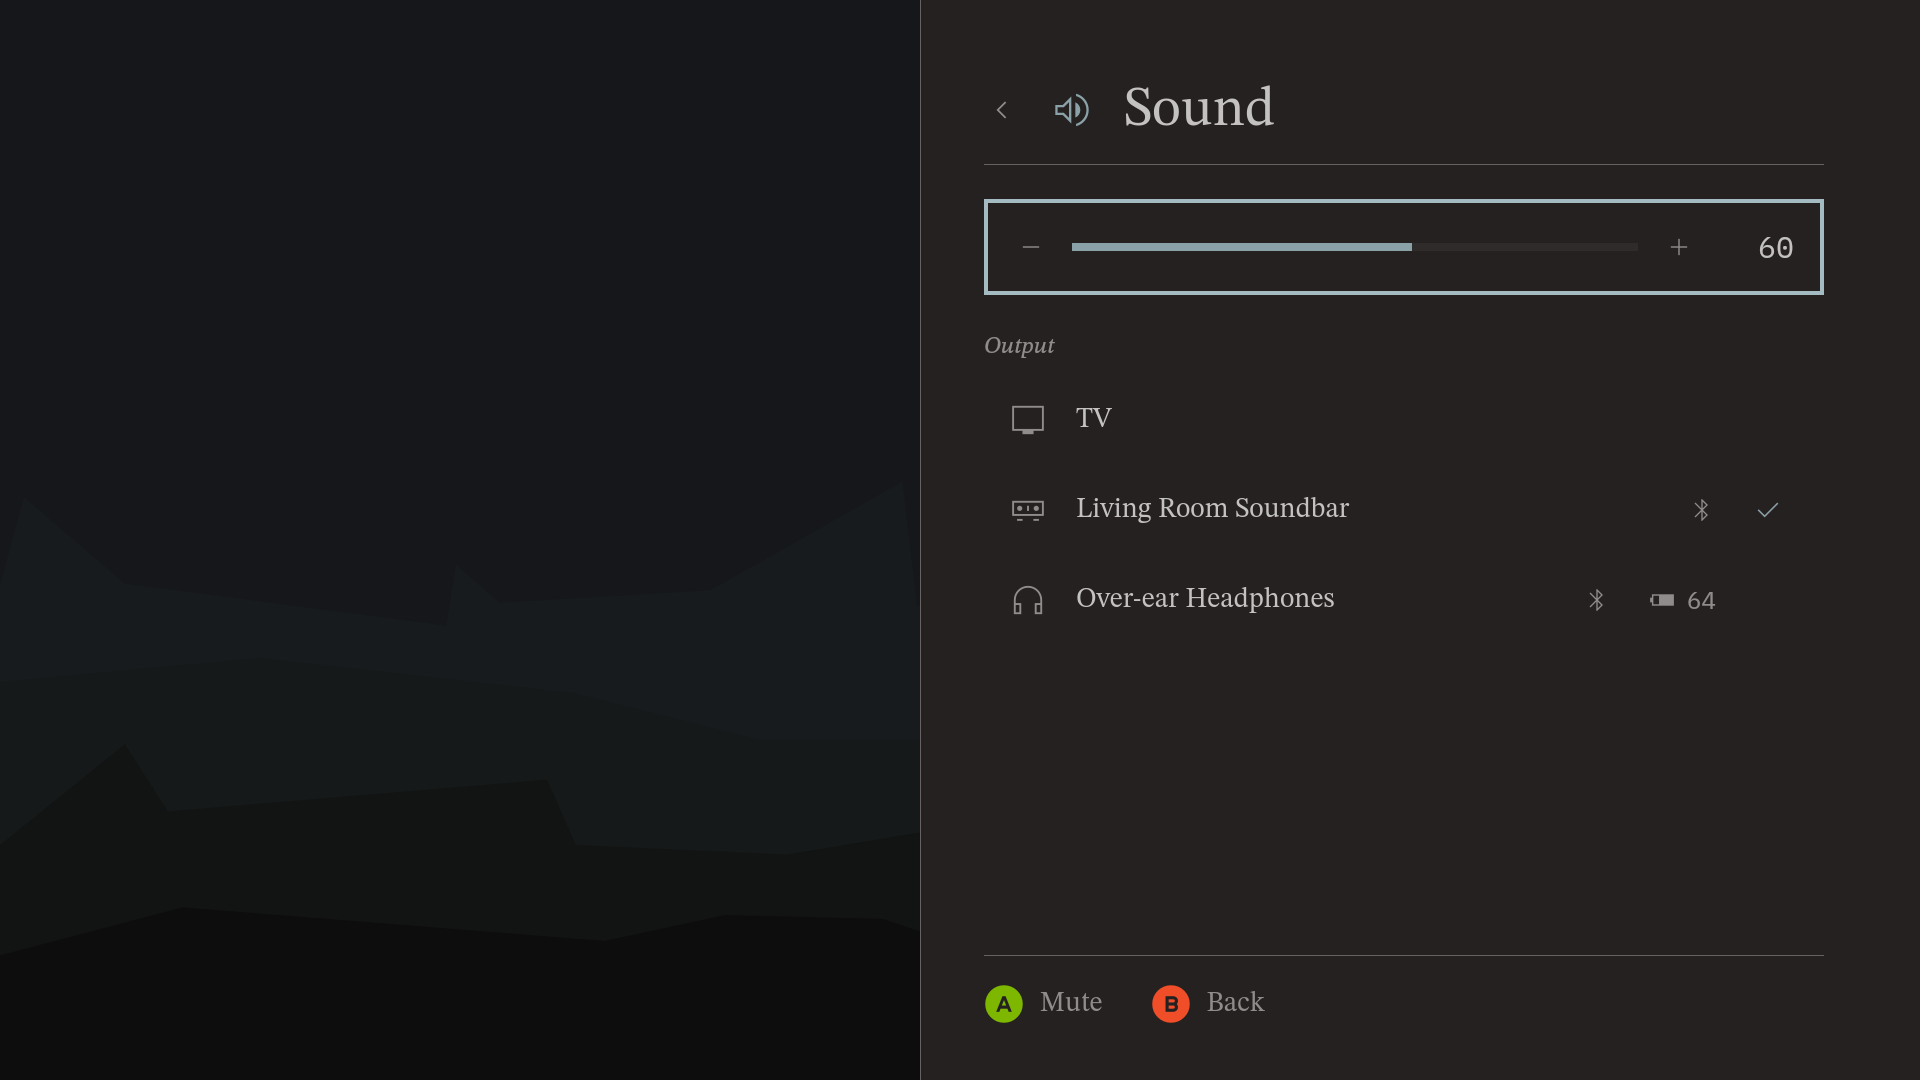 Sound
60
Output
TV
Living Room Soundbar
Over-ear Headphones 64
A Mute B Back